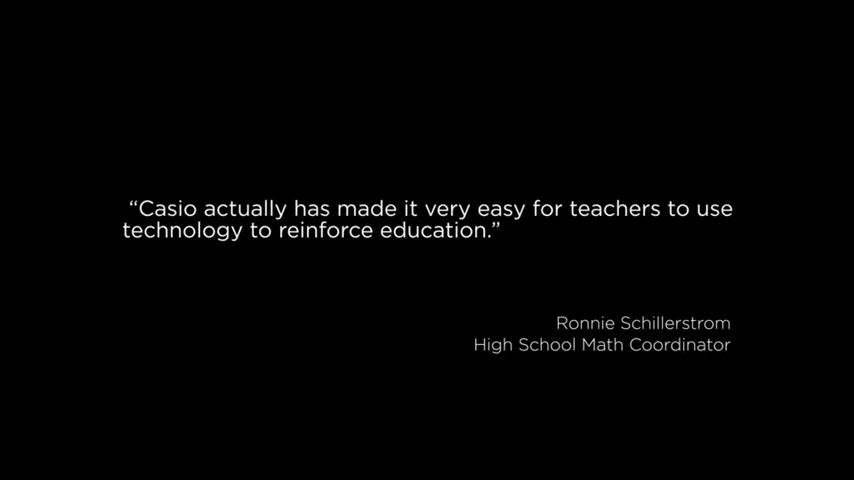 “Casio actually has made it very easy for teachers to use
technology to reinforce education.”
Ronnie Schillerstrom
High School Math Coordinator